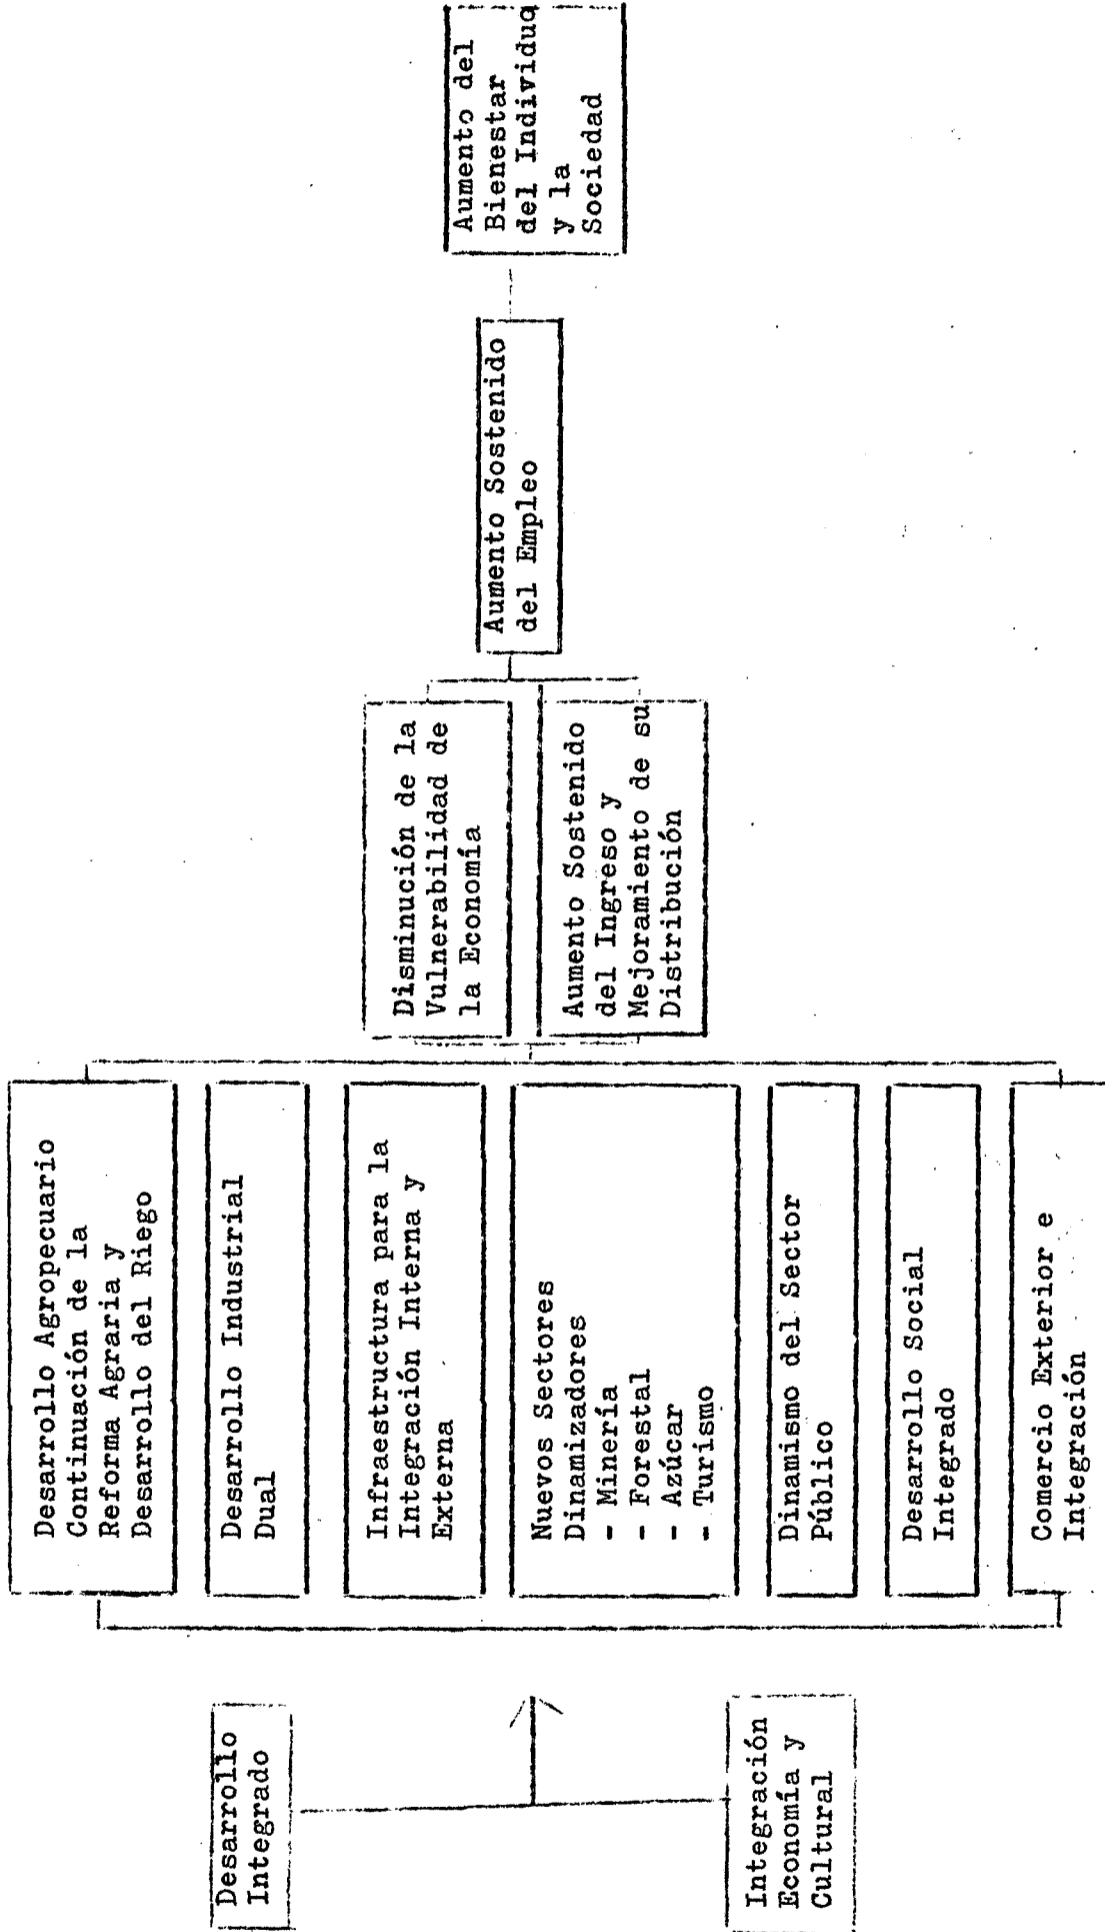 Desarrollo
Integrado
Integración
Economía y
Cultural
Desarrollo Agropecuario
Continuación de la
Reforma Agraria y
Desarrollo del Riego
Desarrollo Industrial
Dual
Infraestructura para la
Integración Interna y
Externa
Nuevos Sectores
Dinamizadores
- Minería
- Forestal
- Azúcar
- Turismo
Dinamismo del Sector
Público
Desarrollo Social
Integrado
Comercio Exterior e
Integración
Disminución de la
Vulnerabilidad de
la Economía
Aumento Sostenido
del Ingreso y
Mejoramiento de su
Distribución
Aumento Sostenido
del Empleo
Aumento del
Bienestar
del Individuo
y la
Sociedad